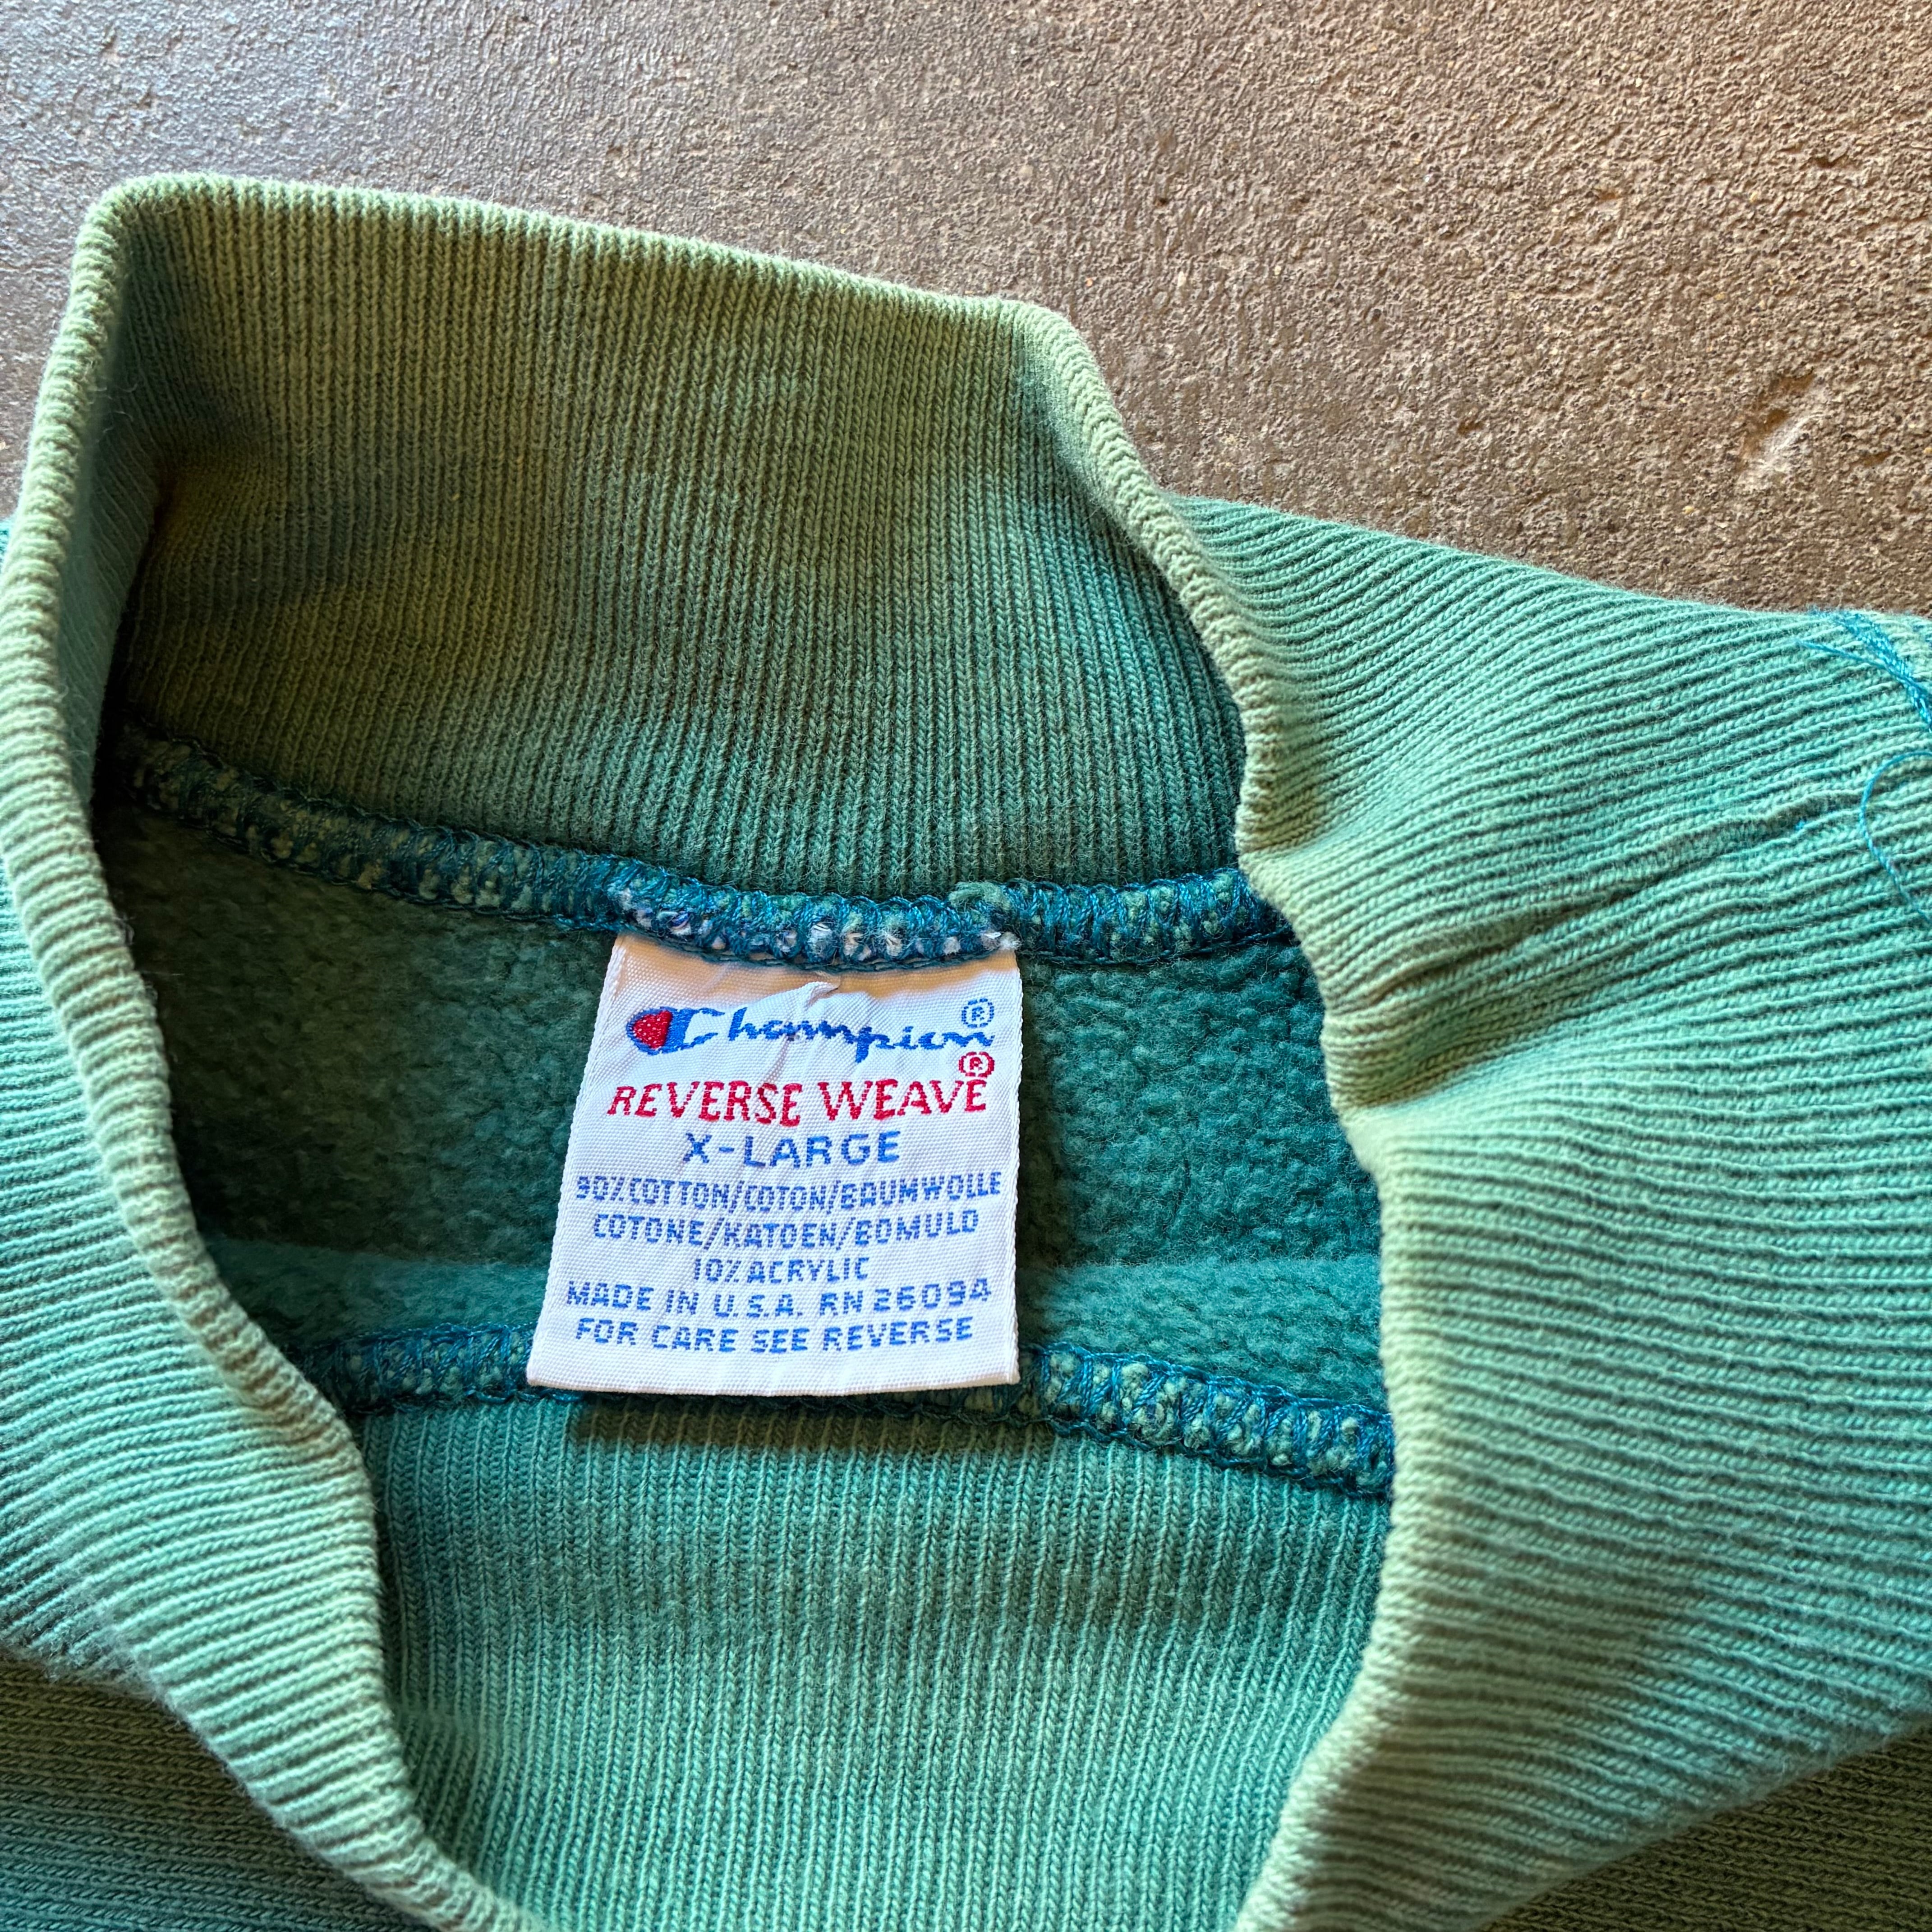 Champion®
REVERSE WEAVE®
X-LARGE
90% COTTON/COTON/BAUMWOLLE
COTONE/KATOEN/BOMULD
10% ACRYLIC
MADE IN U.S.A. RN 26094
FOR CARE SEE REVERSE